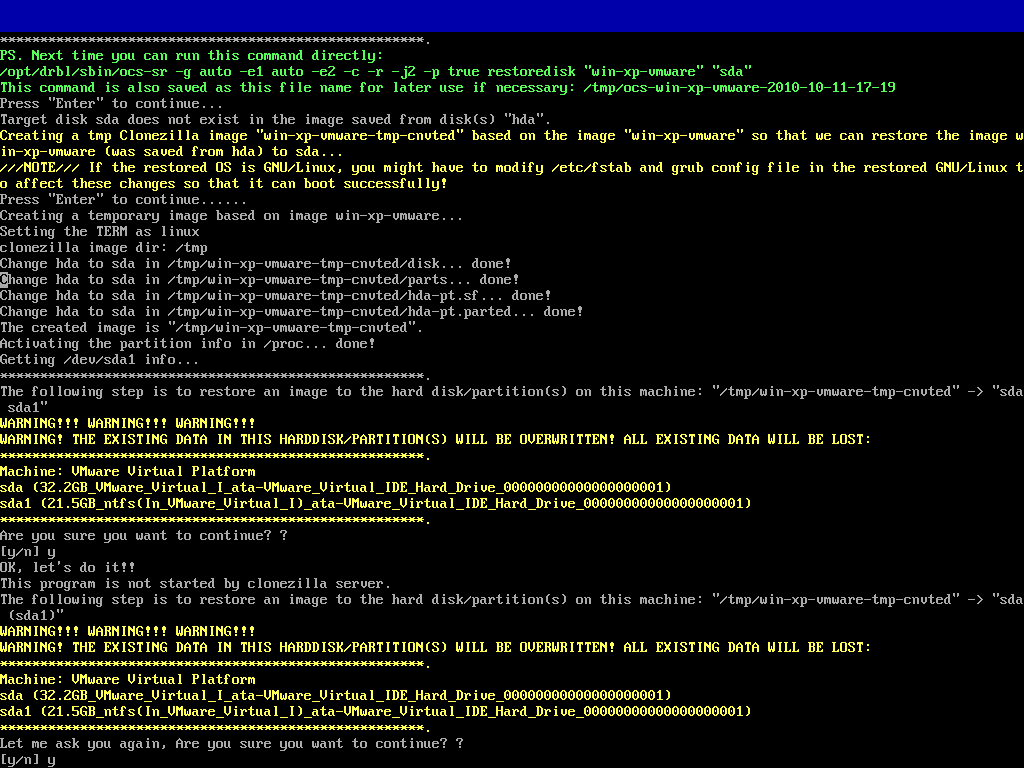 *****************************************************.
PS. Next time you can run this command directly:
/opt/drbl/sbin/ocs-sr -g auto -e1 auto -e2 -c -r -j2 -p true restoredisk "win-xp-vmware" "sda"
This command is also saved as this file name for later use if necessary: /tmp/ocs-win-xp-vmware-2010-10-11-17-19
Press "Enter" to continue...
Target disk sda does not exist in the image saved from disk(s) "hda".
Creating a tmp Clonezilla image "win-xp-vmware-tmp-cnvted" based on the image "win-xp-vmware" so that we can restore the image w
in-xp-vmware (was saved from hda) to sda...
///NOTE/// If the restored OS is GNU/Linux, you might have to modify /etc/fstab and grub config file in the restored GNU/Linux t
o affect these changes so that it can boot successfully!
Press "Enter" to continue......
Creating a temporary image based on image win-xp-vmware...
Setting the TERM as linux
clonezilla image dir: /tmp
Change hda to sda in /tmp/win-xp-vmware-tmp-cnvted/disk... done!
Change hda to sda in /tmp/win-xp-vmware-tmp-cnvted/parts... done!
Change hda to sda in /tmp/win-xp-vmware-tmp-cnvted/hda-pt.sf... done!
Change hda to sda in /tmp/win-xp-vmware-tmp-cnvted/hda-pt.parted... done!
The created image is "/tmp/win-xp-vmware-tmp-cnvted".
Activating the partition info in /proc... done!
Getting /dev/sda1 info...
*****************************************************.
The following step is to restore an image to the hard disk/partition(s) on this machine: "/tmp/win-xp-vmware-tmp-cnvted" -> "sda
 sda1"
WARNING!!! WARNING!!! WARNING!!!
WARNING! THE EXISTING DATA IN THIS HARDDISK/PARTITION(S) WILL BE OVERWRITTEN! ALL EXISTING DATA WILL BE LOST:
*****************************************************.
Machine: VMware Virtual Platform
sda (32.2GB_VMware_Virtual_I_ata-VMware_Virtual_IDE_Hard_Drive_00000000000000000001)
sda1 (21.5GB_ntfs(In_VMware_Virtual_I)_ata-VMware_Virtual_IDE_Hard_Drive_00000000000000000001)
*****************************************************.
Are you sure you want to continue? ?
[y/n] y
OK, let's do it!!
This program is not started by clonezilla server.
The following step is to restore an image to the hard disk/partition(s) on this machine: "/tmp/win-xp-vmware-tmp-cnvted" -> "sda
 (sda1)"
WARNING!!! WARNING!!! WARNING!!!
WARNING! THE EXISTING DATA IN THIS HARDDISK/PARTITION(S) WILL BE OVERWRITTEN! ALL EXISTING DATA WILL BE LOST:
*****************************************************.
Machine: VMware Virtual Platform
sda (32.2GB_VMware_Virtual_I_ata-VMware_Virtual_IDE_Hard_Drive_00000000000000000001)
sda1 (21.5GB_ntfs(In_VMware_Virtual_I)_ata-VMware_Virtual_IDE_Hard_Drive_00000000000000000001)
*****************************************************.
Let me ask you again, Are you sure you want to continue? ?
[y/n] y